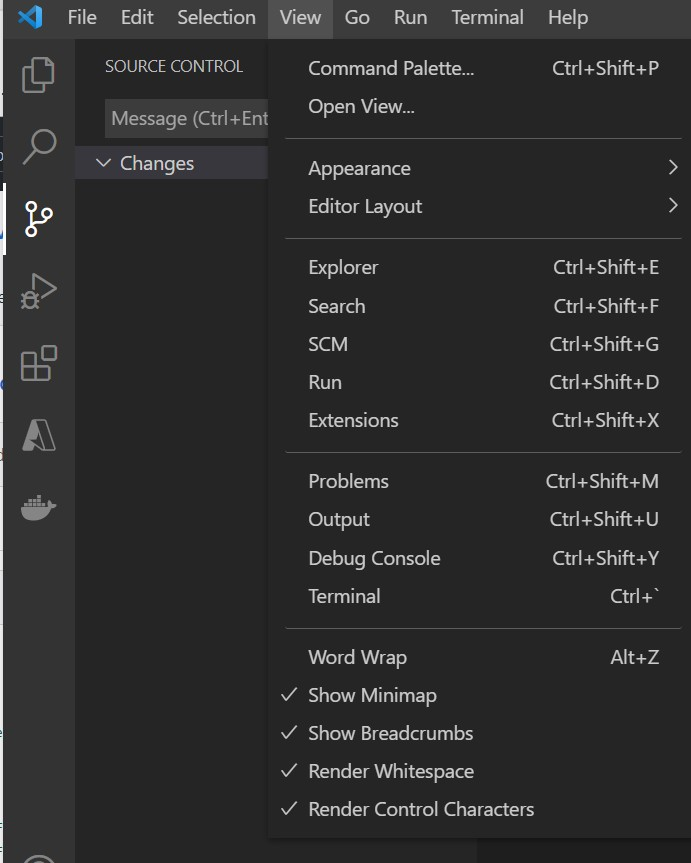 File Edit Selection View Go Run Terminal Help
SOURCE CONTROL
Message (Ctrl+Ent
Changes
Command Palette... Ctrl+Shift+P
Open View...
Appearance
Editor Layout
Explorer Ctrl+Shift+E
Search Ctrl+Shift+F
SCM Ctrl+Shift+G
Run Ctrl+Shift+D
Extensions Ctrl+Shift+X
Problems Ctrl+Shift+M
Output Ctrl+Shift+U
Debug Console Ctrl+Shift+Y
Terminal Ctrl+`
Word Wrap Alt+Z
Show Minimap
Show Breadcrumbs
Render Whitespace
Render Control Characters